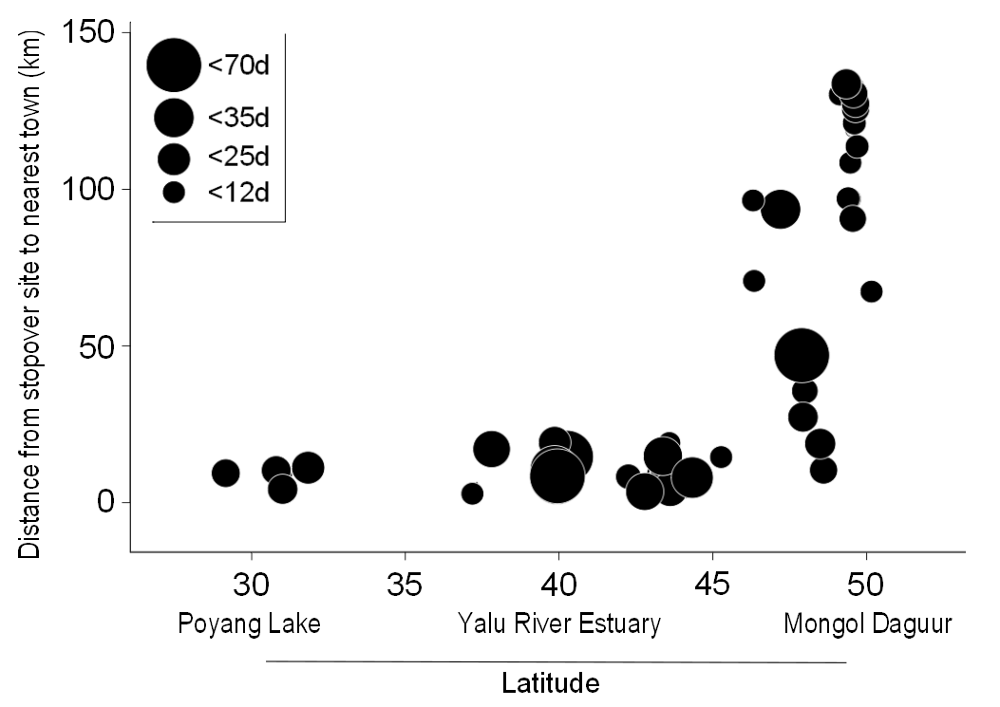 Distance from stopover site to nearest town (km)
150
100
50
0
<70d
<35d
<25d
<12d
30 35 40 45 50
Poyang Lake Yalu River Estuary Mongol Daguur
Latitude